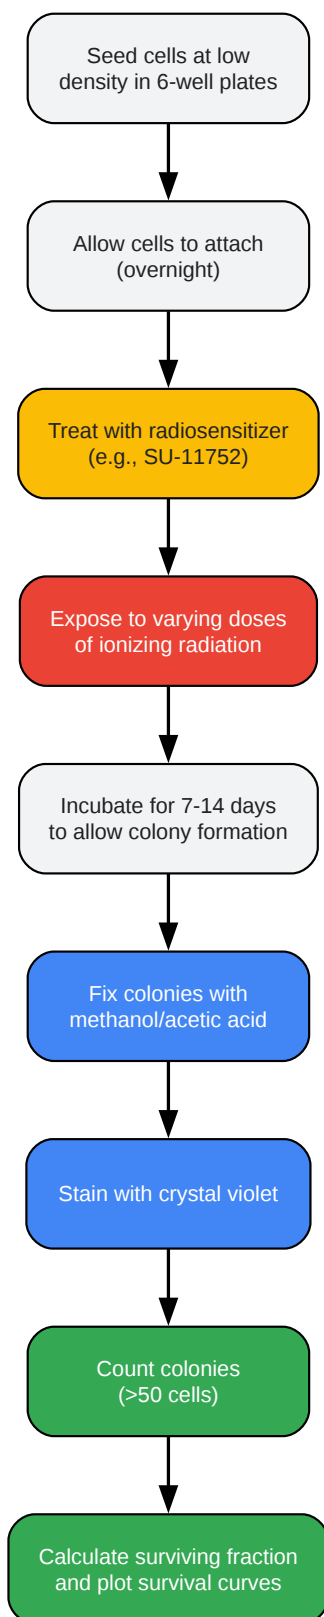 Seed cells at low
density in 6-well plates
Allow cells to attach
(overnight)
Treat with radiosensitizer
(e.g., SU-11752)
Expose to varying doses
of ionizing radiation
Incubate for 7-14 days
to allow colony formation
Fix colonies with
methanol/acetic acid
Stain with crystal violet
Count colonies
(>50 cells)
Calculate surviving fraction
and plot survival curves